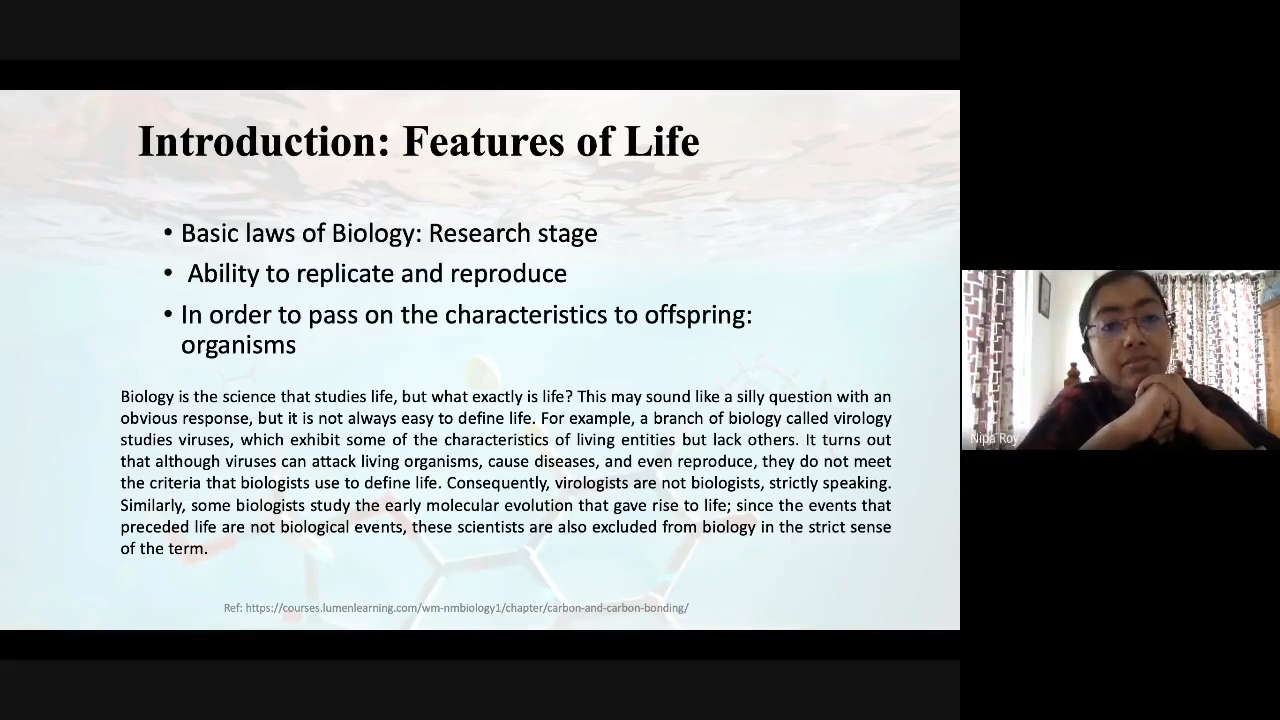 Introduction: Features of Life
• Basic laws of Biology: Research stage
• Ability to replicate and reproduce
• In order to pass on the characteristics to offspring:
organisms
Biology is the science that studies life, but what exactly is life? This may sound like a silly question with an
obvious response, but it is not always easy to define life. For example, a branch of biology called virology
studies viruses, which exhibit some of the characteristics of living entities but lack others. It turns out
that although viruses can attack living organisms, cause diseases, and even reproduce, they do not meet
the criteria that biologists use to define life. Consequently, virologists are not biologists, strictly speaking.
Similarly, some biologists study the early molecular evolution that gave rise to life; since the events that
preceded life are not biological events, these scientists are also excluded from biology in the strict sense
of the term.
Ref: https://courses.lumenlearning.com/wm-nmbiology1/chapter/carbon-and-carbon-bonding/
Nipa Roy